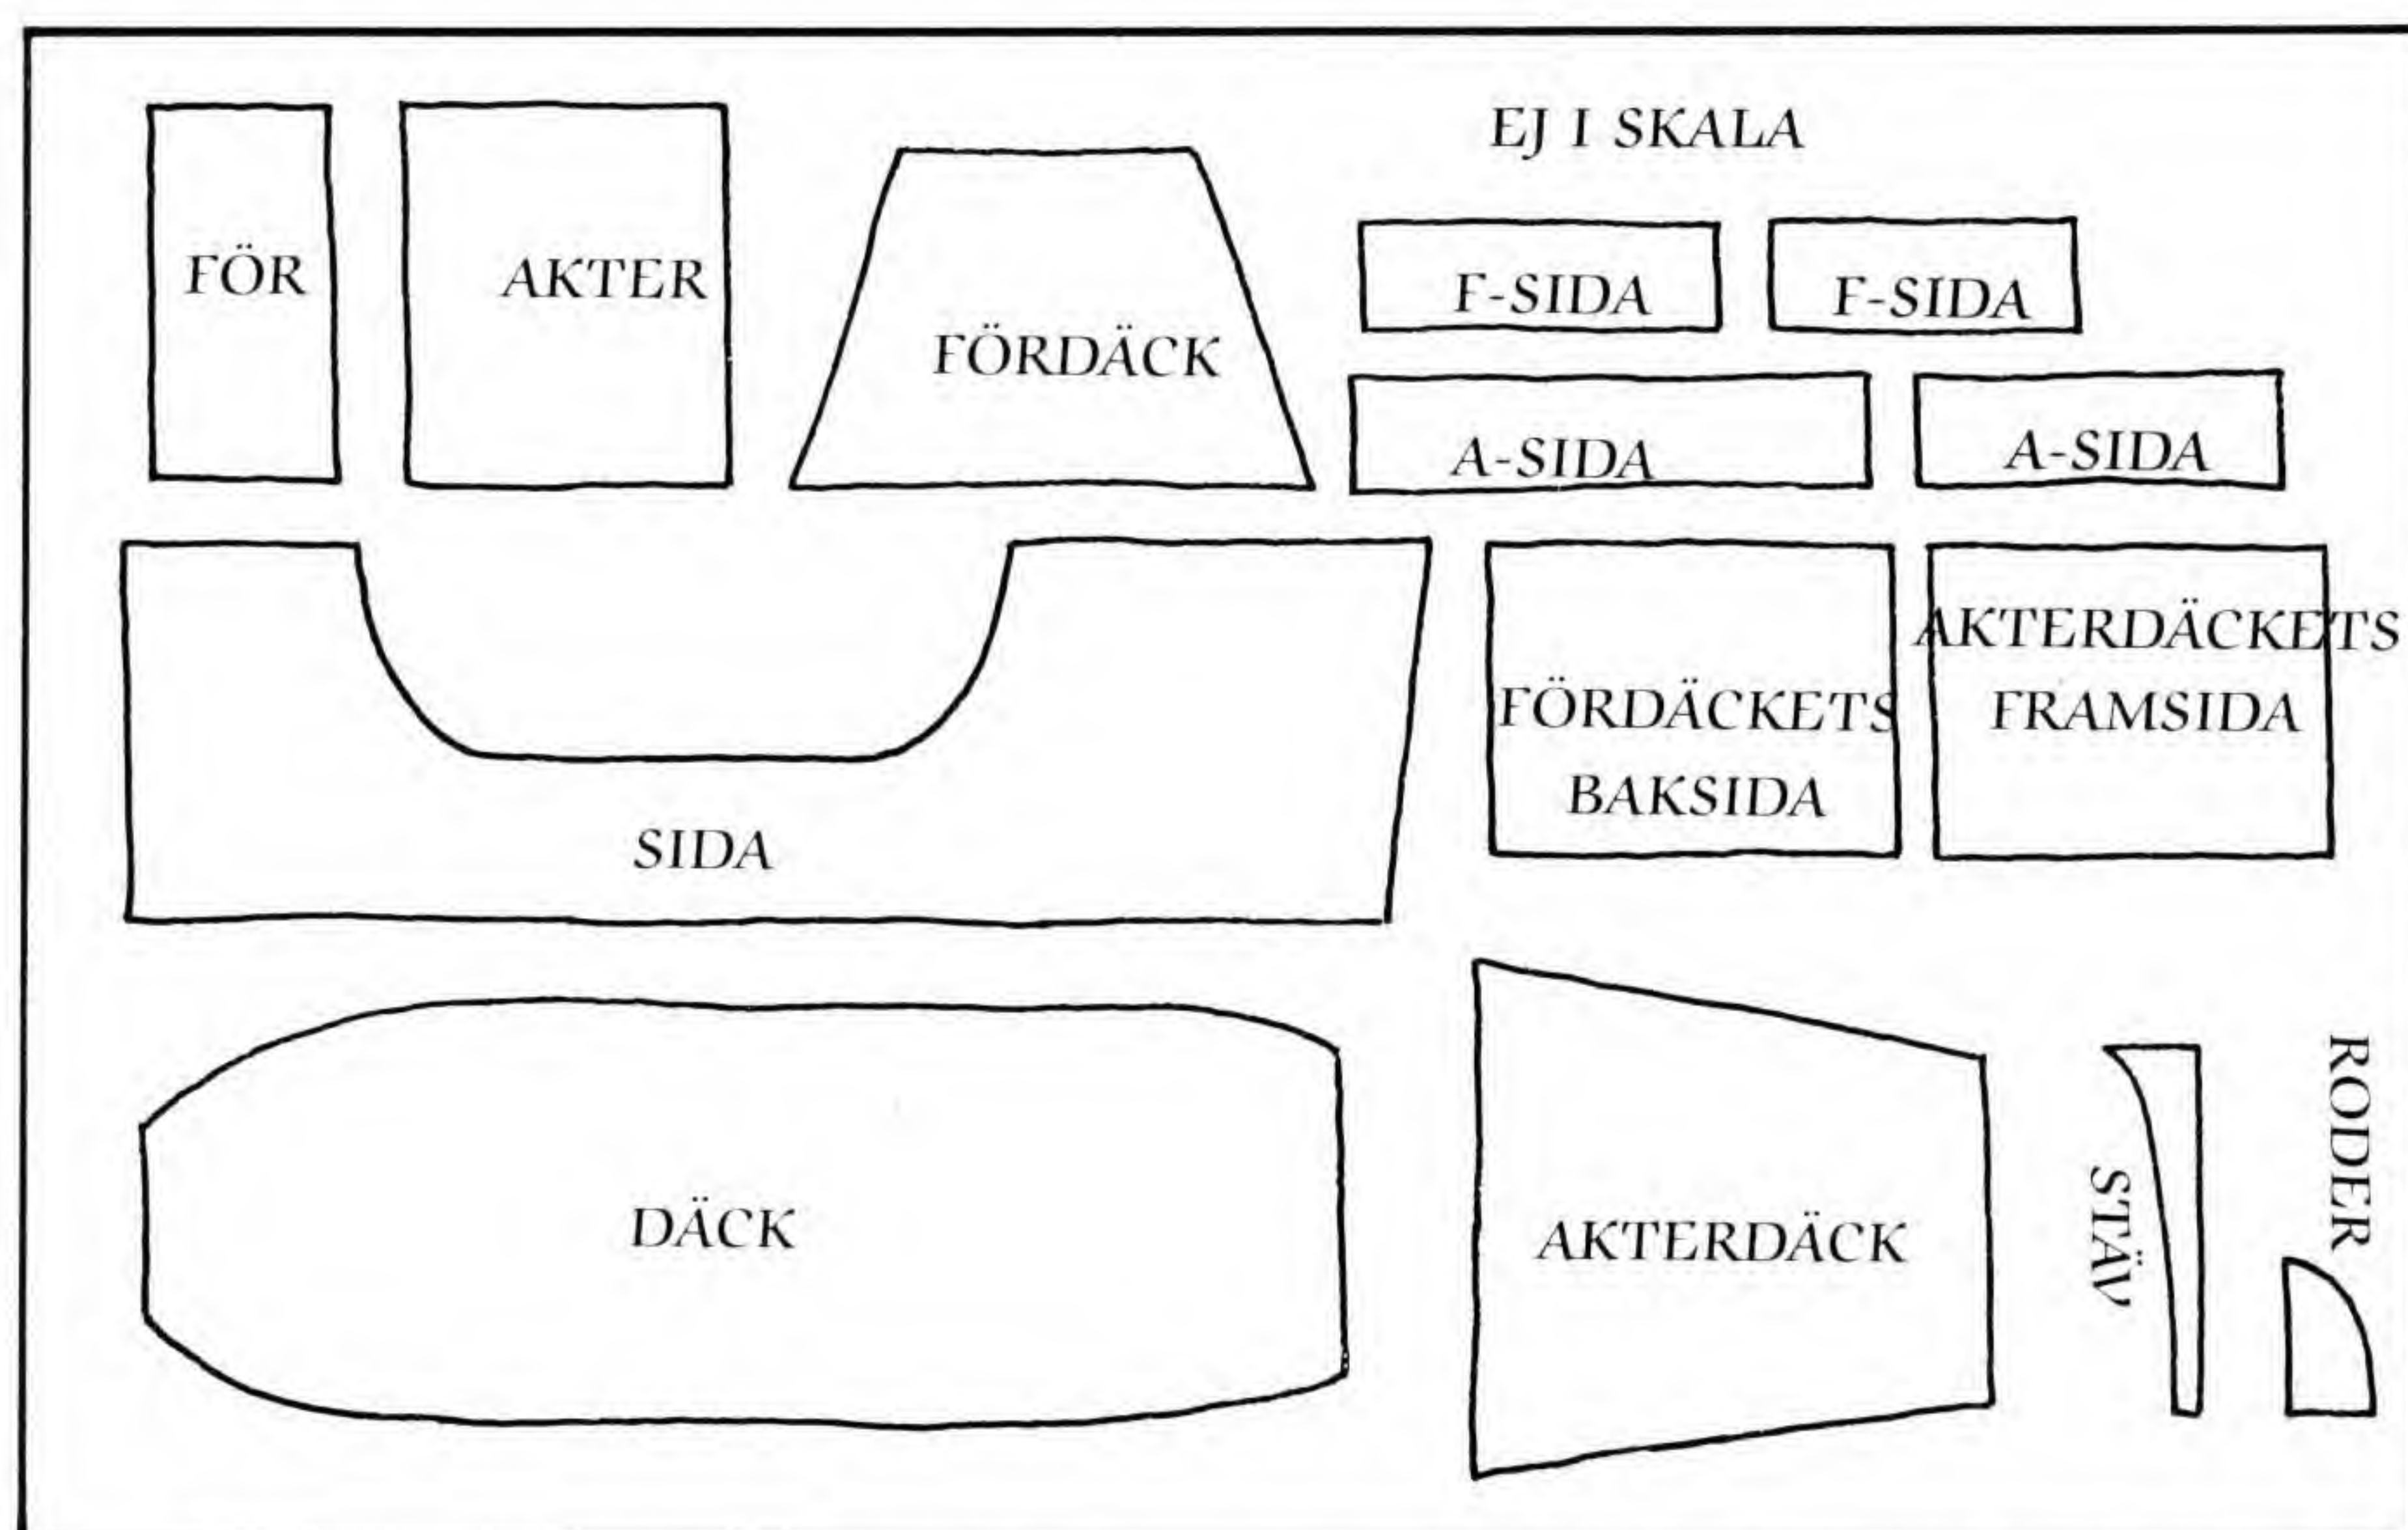 EJ I SKALA
FÖR
AKTER
FÖRDÄCK
F-SIDA
F-SIDA
A-SIDA
A-SIDA
SIDA
FÖRDÄCKETS
BAKSIDA
AKTERDÄCKETS
FRAMSIDA
DÄCK
AKTERDÄCK
STÄV
RODER